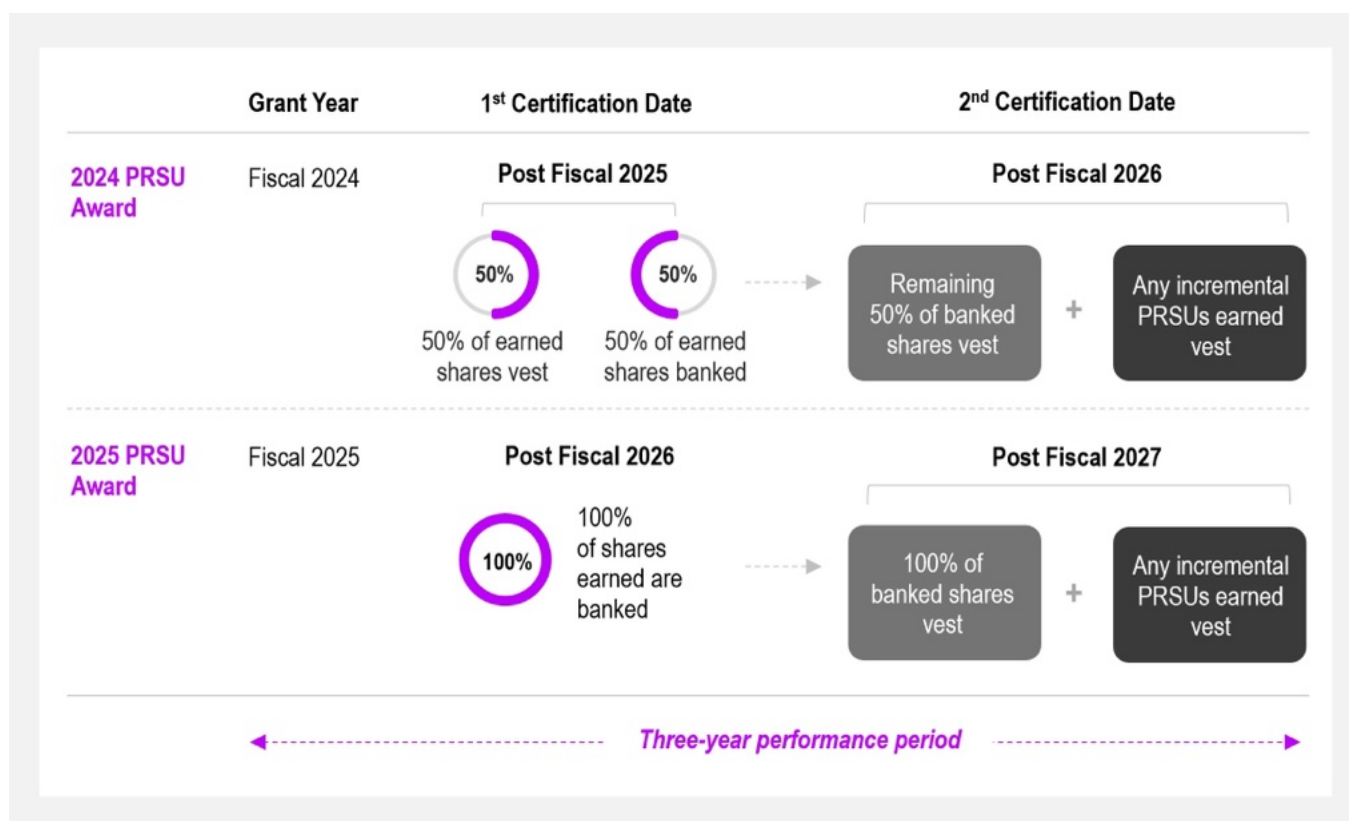 Grant Year
1st Certification Date
2nd Certification Date
2024 PRSU
Award
Fiscal 2024
Post Fiscal 2025
50%
50% of earned
shares vest
50%
50% of earned
shares banked
Post Fiscal 2026
Remaining
50% of banked
shares vest
+
Any incremental
PRSUs earned
vest
2025 PRSU
Award
Fiscal 2025
Post Fiscal 2026
100%
100%
of shares
earned are
banked
Post Fiscal 2027
100% of
banked shares
vest
+
Any incremental
PRSUs earned
vest
Three-year performance period